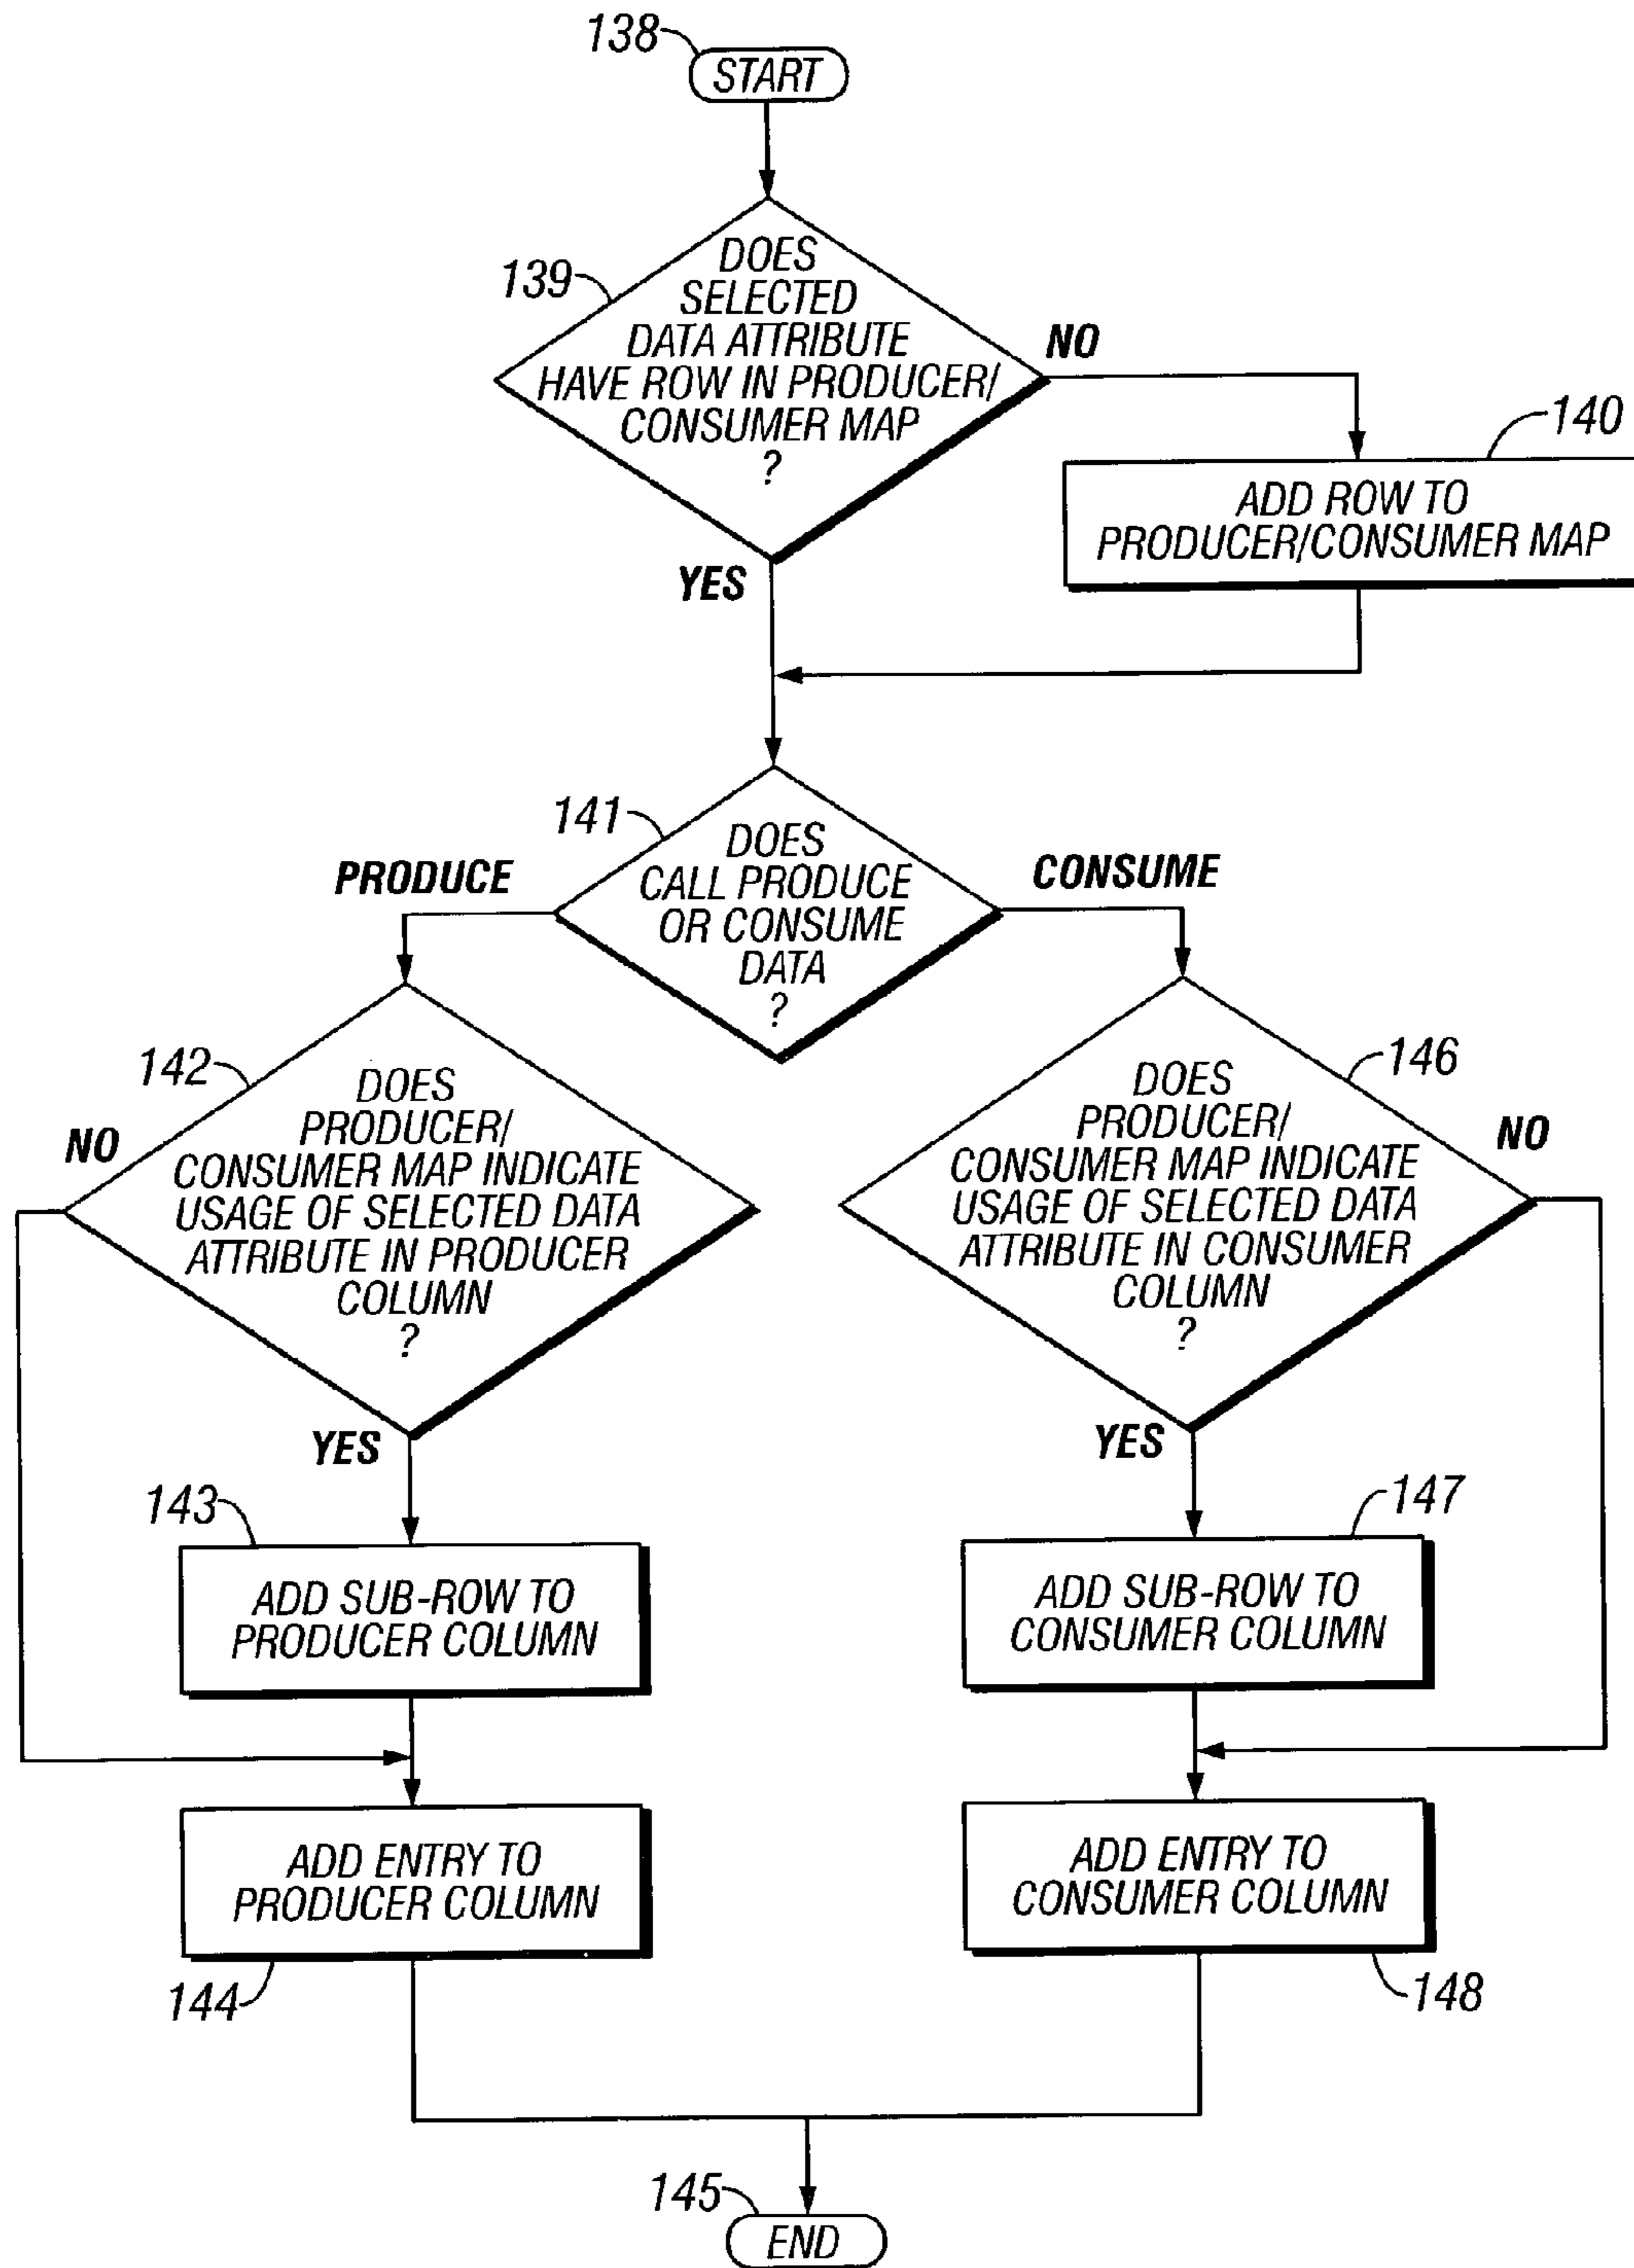 138
START
139
DOES
SELECTED
DATA ATTRIBUTE
HAVE ROW IN PRODUCER/
CONSUMER MAP
?
NO
140
ADD ROW TO
PRODUCER/CONSUMER MAP
YES
141
DOES
CALL PRODUCE
OR CONSUME
DATA
?
PRODUCE
CONSUME
142
DOES
PRODUCER/
CONSUMER MAP INDICATE
USAGE OF SELECTED DATA
ATTRIBUTE IN PRODUCER
COLUMN
?
NO
YES
146
DOES
PRODUCER/
CONSUMER MAP INDICATE
USAGE OF SELECTED DATA
ATTRIBUTE IN CONSUMER
COLUMN
?
NO
YES
143
ADD SUB-ROW TO
PRODUCER COLUMN
147
ADD SUB-ROW TO
CONSUMER COLUMN
ADD ENTRY TO
PRODUCER COLUMN
144
ADD ENTRY TO
CONSUMER COLUMN
148
145
END